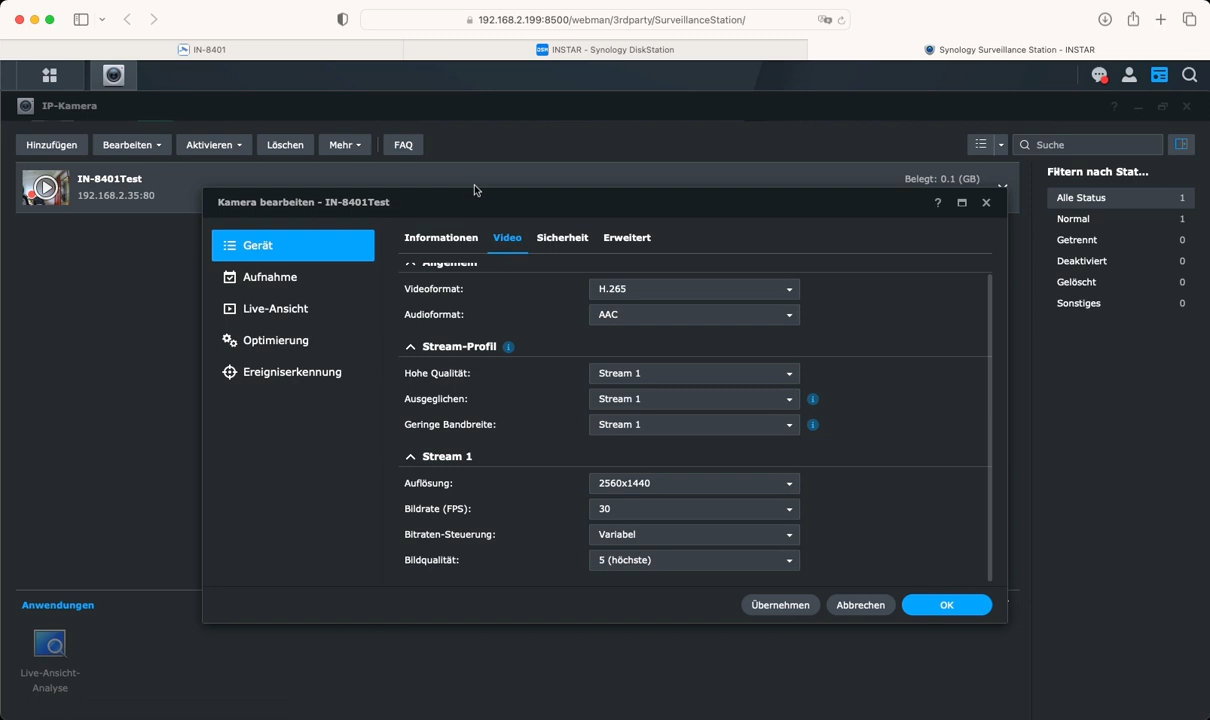 192.168.2.199:8500/webman/3rdparty/SurveillanceStation/
IN-8401
DSM INSTAR - Synology DiskStation
Synology Surveillance Station - INSTAR
IP-Kamera
Hinzufügen
Bearbeiten
Aktivieren
Löschen
Mehr
FAQ
Suche
IN-8401Test
192.168.2.35:80
Belegt: 0.1 (GB)
Filtern nach Stat...
Alle Status 1
Normal 1
Getrennt 0
Deaktiviert 0
Gelöscht 0
Sonstiges 0
Kamera bearbeiten - IN-8401Test
Gerät
Aufnahme
Live-Ansicht
Optimierung
Ereigniserkennung
Informationen Video Sicherheit Erweitert
Allgemein
Videoformat: H.265
Audioformat: AAC
Stream-Profil
Hohe Qualität: Stream 1
Ausgeglichen: Stream 1
Geringe Bandbreite: Stream 1
Stream 1
Auflösung: 2560x1440
Bildrate (FPS): 30
Bitraten-Steuerung: Variabel
Bildqualität: 5 (höchste)
Übernehmen
Abbrechen
OK
Anwendungen
Live-Ansicht-
Analyse